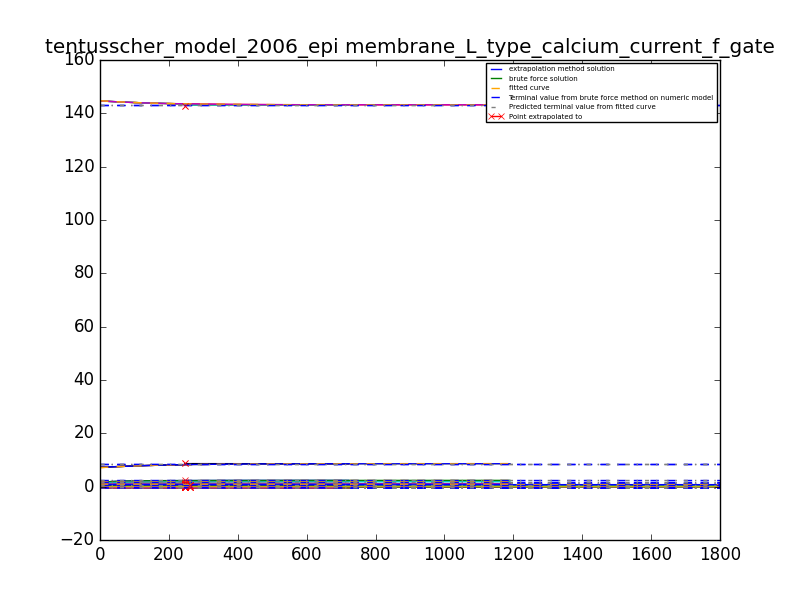 tentusscher_model_2006_epi membrane_L_type_calcium_current_f_gate
160
140
120
100
80
60
40
20
0
−20
0 200 400 600 800 1000 1200 1400 1600 1800
extrapolation method solution
brute force solution
fitted curve
Terminal value from brute force method on numeric model
Predicted terminal value from fitted curve
Point extrapolated to